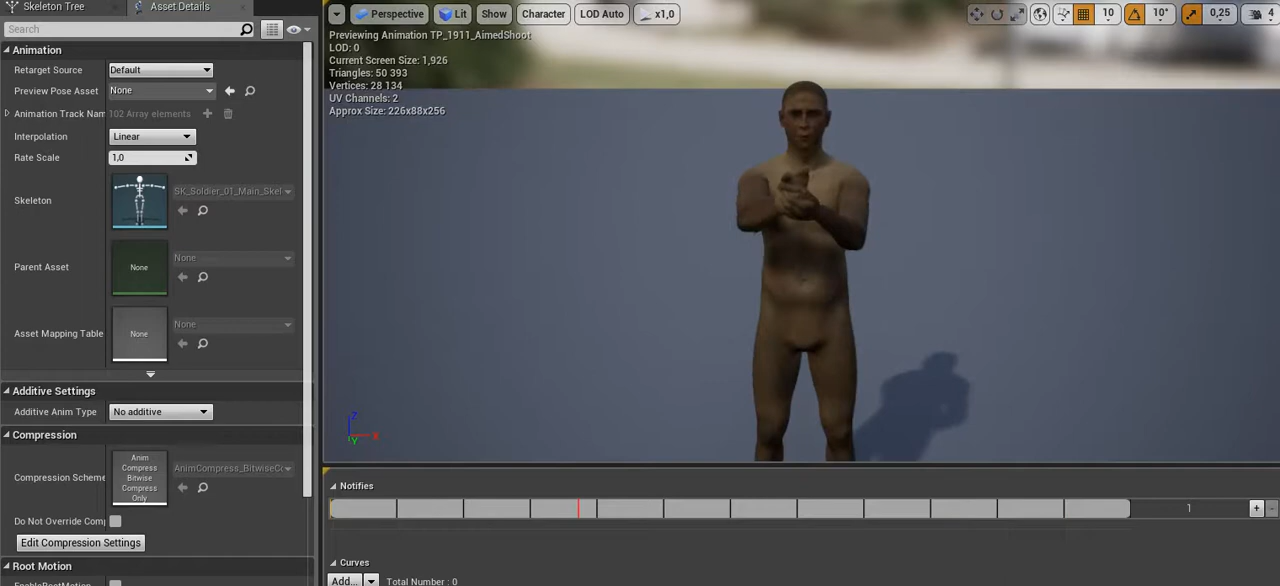 Skeleton Tree
Asset Details
Search
Animation
Retarget Source
Default
Preview Pose Asset
None
Animation Track Nam
102 Array elements
Interpolation
Linear
Rate Scale
1,0
Skeleton
SK_Soldier_01_Main_Skel
Parent Asset
None
None
Asset Mapping Table
None
None
Additive Settings
Additive Anim Type
No additive
Compression
Compression Scheme
Anim
Compress
Bitwise
Compress
Only
AnimCompress_BitwiseCo
Do Not Override Comp
Edit Compression Settings
Root Motion
EnableRootMotion
Perspective
Lit
Show
Character
LOD Auto
x1,0
10
10°
0,25
4
Previewing Animation TP_1911_AimedShoot
LOD: 0
Current Screen Size: 1,926
Triangles: 50 393
Vertices: 28 134
UV Channels: 2
Approx Size: 226x88x256
Z
X
Y
Notifies
1
Curves
Add...
Total Number : 0